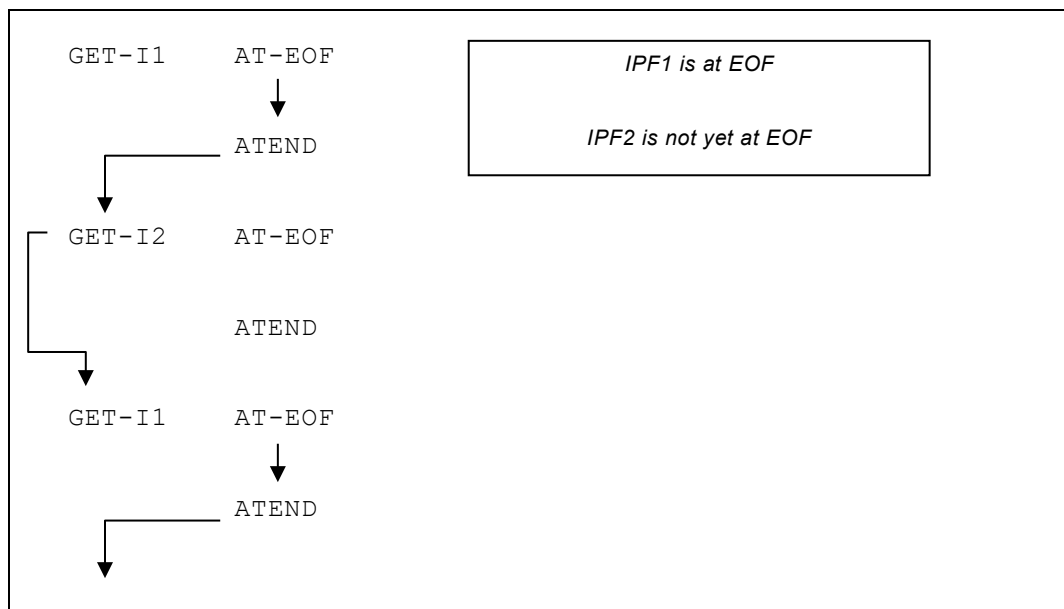 GET-I1 AT-EOF
IPF1 is at EOF
IPF2 is not yet at EOF
ATEND
GET-I2 AT-EOF
ATEND
GET-I1 AT-EOF
ATEND